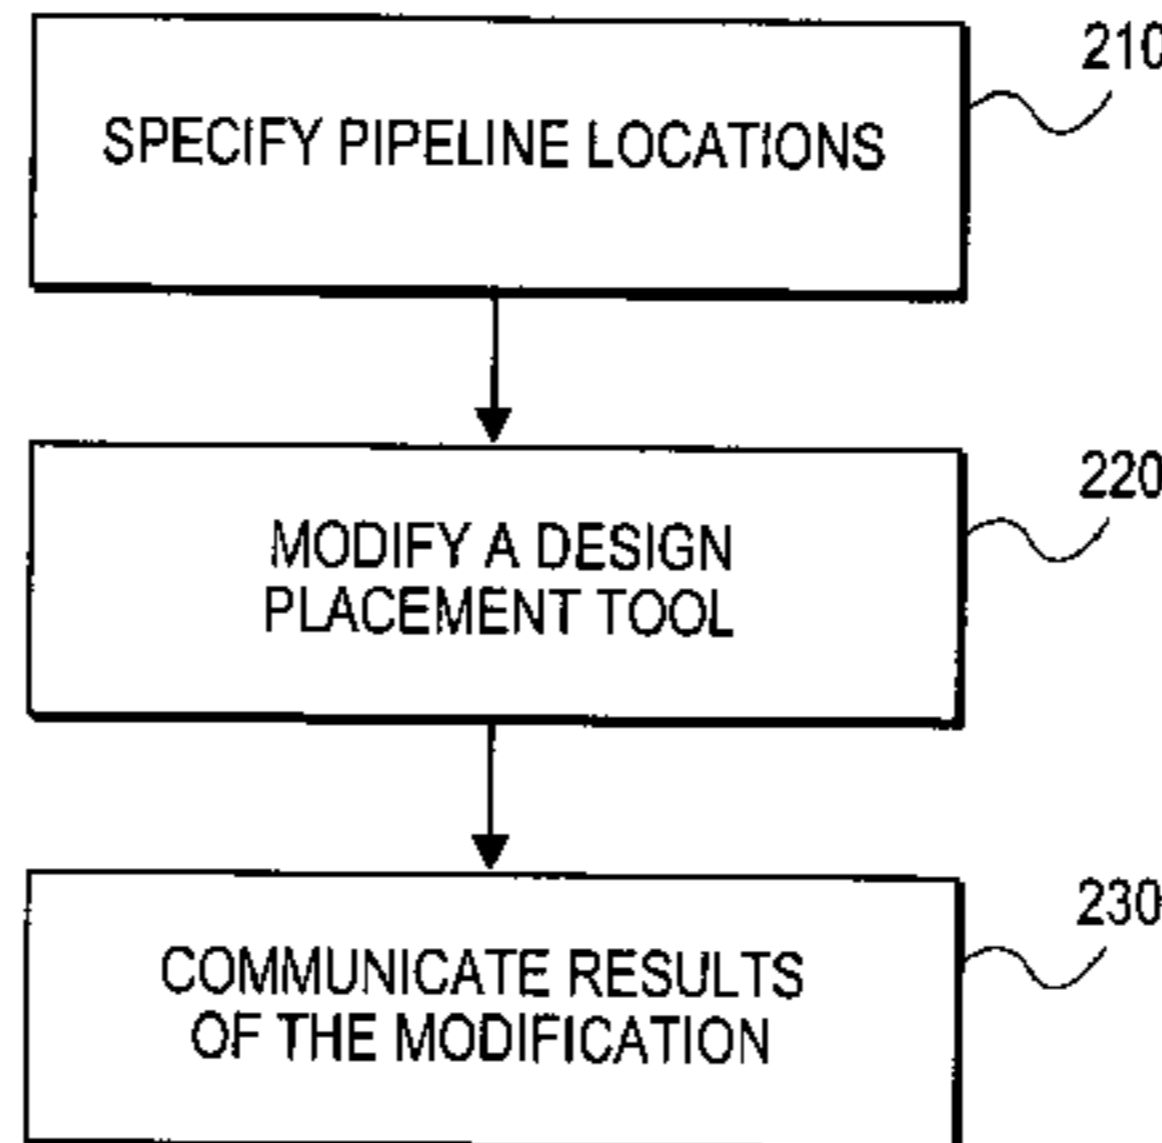 210
SPECIFY PIPELINE LOCATIONS
220
MODIFY A DESIGN
PLACEMENT TOOL
230
COMMUNICATE RESULTS
OF THE MODIFICATION